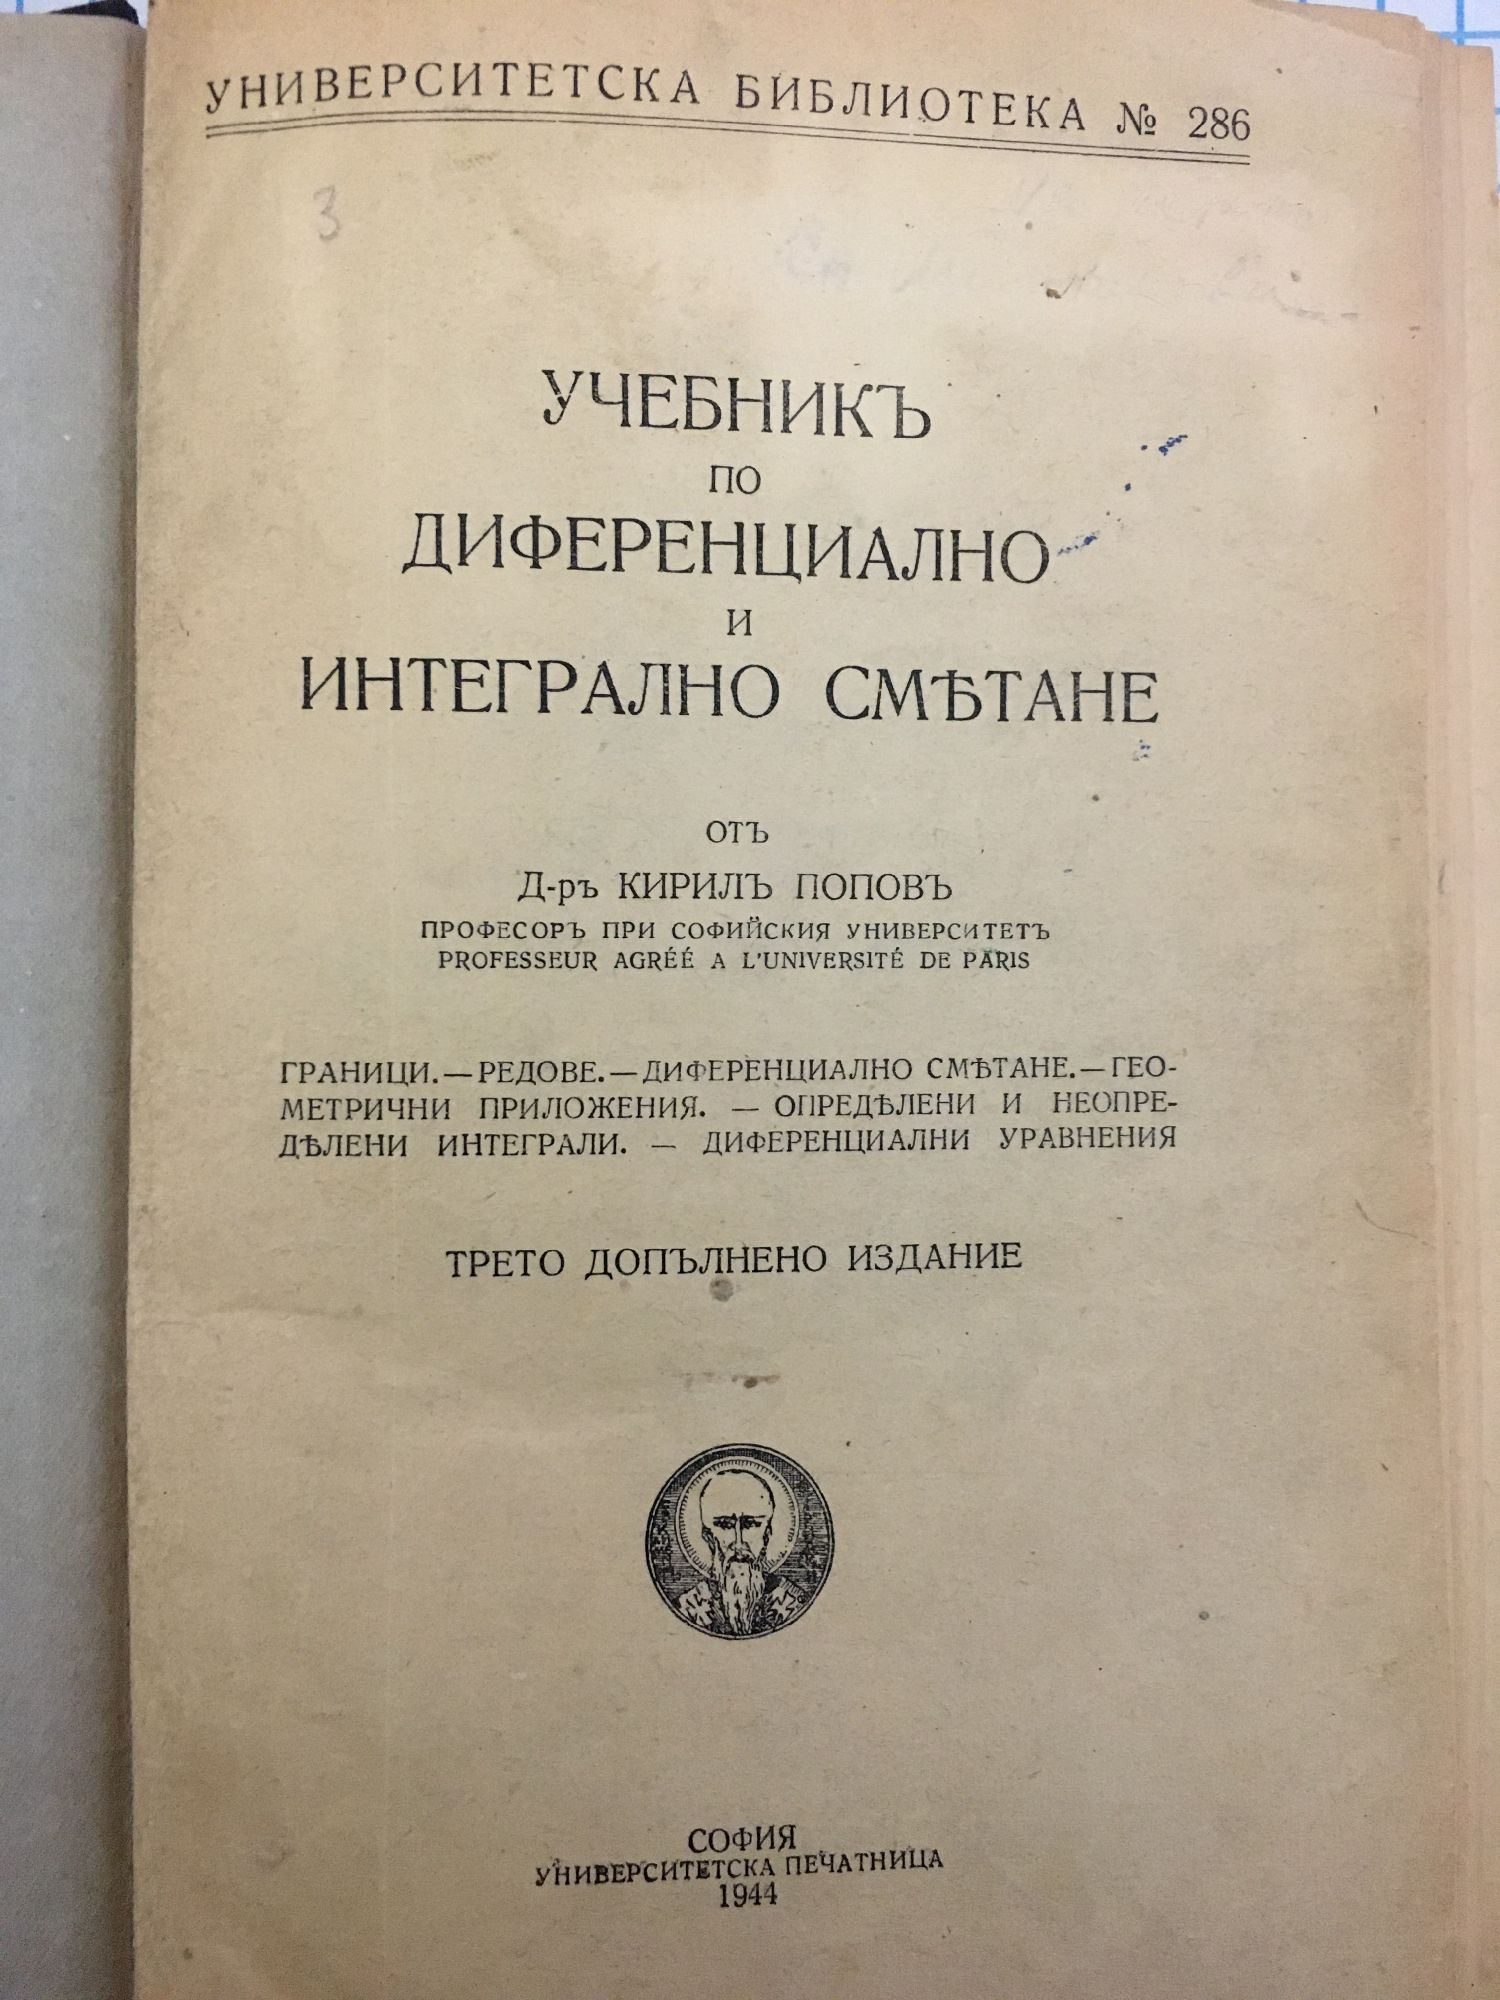 УНИВЕРСИТЕТСКА БИБЛИОТЕКА № 286
3
УЧЕБНИКЪ
ПО
ДИФЕРЕНЦИАЛНО
И
ИНТЕГРАЛНО СМѢТАНЕ
ОТЪ
Д-ръ КИРИЛЪ ПОПОВЪ
ПРОФЕСОРЪ ПРИ СОФИЙСКИЯ УНИВЕРСИТЕТЪ
PROFESSEUR AGRÉÉ A L'UNIVERSITÉ DE PARIS
ГРАНИЦИ.—РЕДОВЕ.—ДИФЕРЕНЦИАЛНО СМѢТАНЕ.—ГЕО-
МЕТРИЧНИ ПРИЛОЖЕНИЯ. — ОПРЕДѢЛЕНИ И НЕОПРЕ-
ДѢЛЕНИ ИНТЕГРАЛИ. — ДИФЕРЕНЦИАЛНИ УРАВНЕНИЯ
ТРЕТО ДОПЪЛНЕНО ИЗДАНИЕ
СОФИЯ
УНИВЕРСИТЕТСКА ПЕЧАТНИЦА
1944